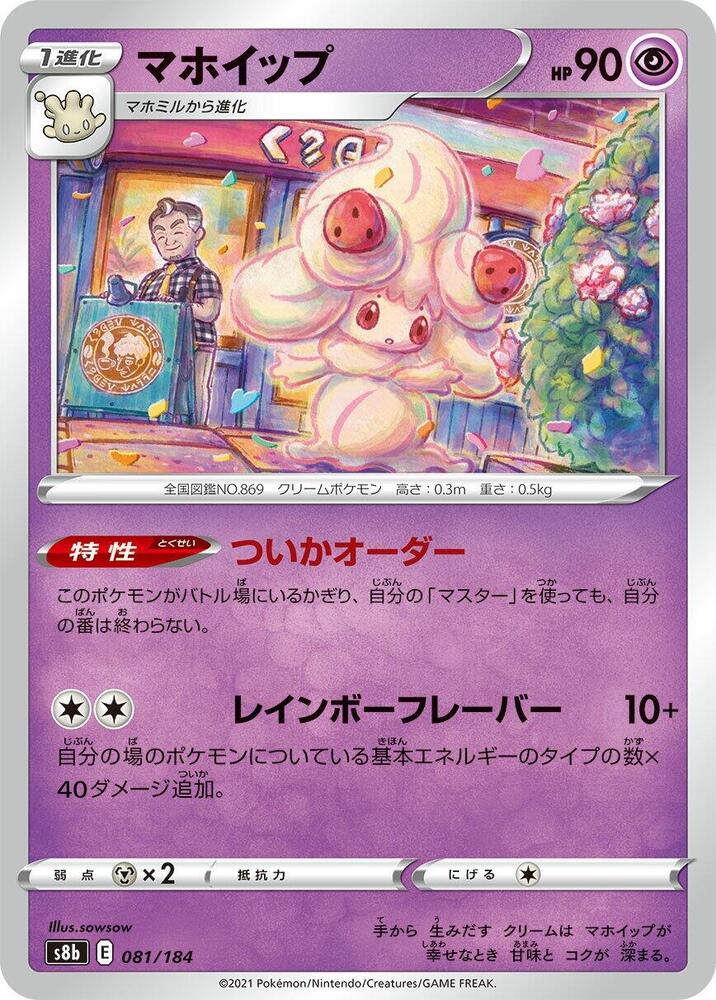 1進化
マホイップ
HP90
マホミルから進化
全国図鑑NO.869 クリームポケモン 高さ:0.3m 重さ:0.5kg
特性 とくせい ついかオーダー
このポケモンがバトル場にいるかぎり、自分の「マスター」を使っても、自分
の番は終わらない。
レインボーフレーバー 10+
自分の場のポケモンについている基本エネルギーのタイプの数×
40ダメージ追加。
弱点 ×2 抵抗力 にげる
Illus.sowsow
s8b E 081/184
手から 生みだす クリームは マホイップが
幸せなとき 甘味と コクが 深まる。
©2021 Pokémon/Nintendo/Creatures/GAME FREAK.